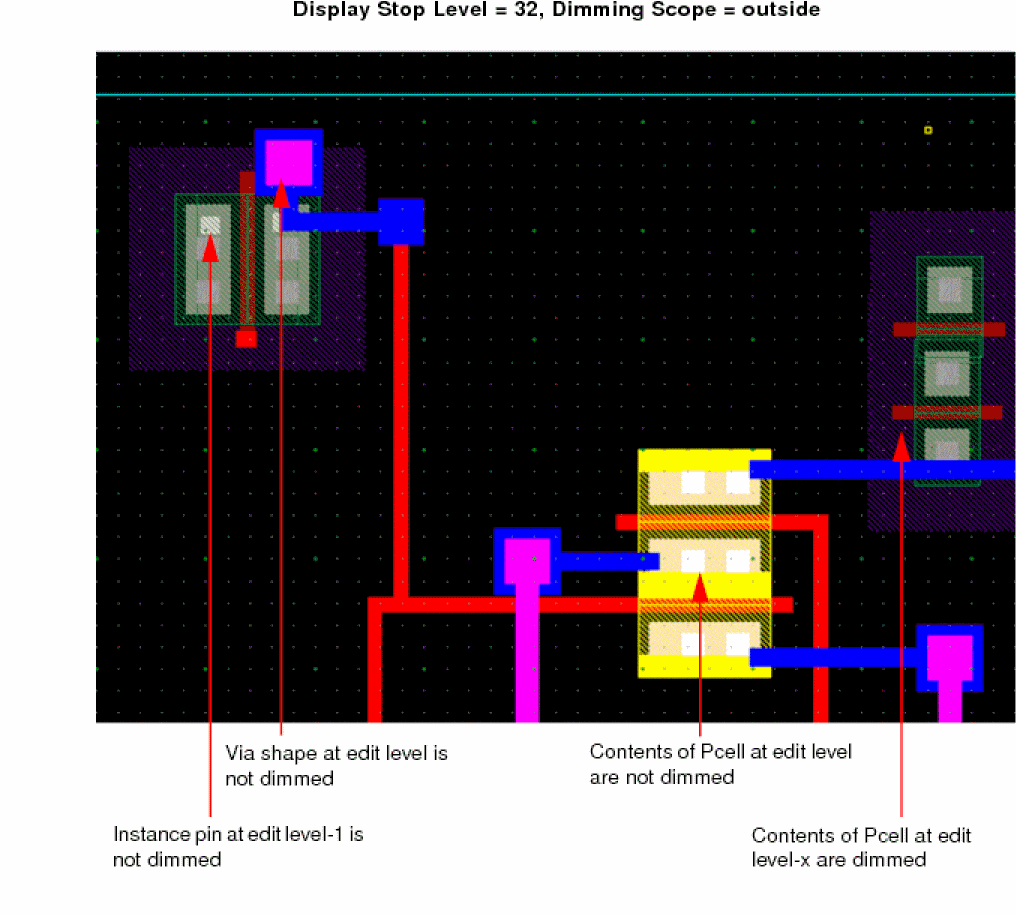 Display Stop Level = 32, Dimming Scope = outside
Via shape at edit level is
not dimmed
Contents of Pcell at edit level
are not dimmed
Instance pin at edit level-1 is
not dimmed
Contents of Pcell at edit
level-x are dimmed